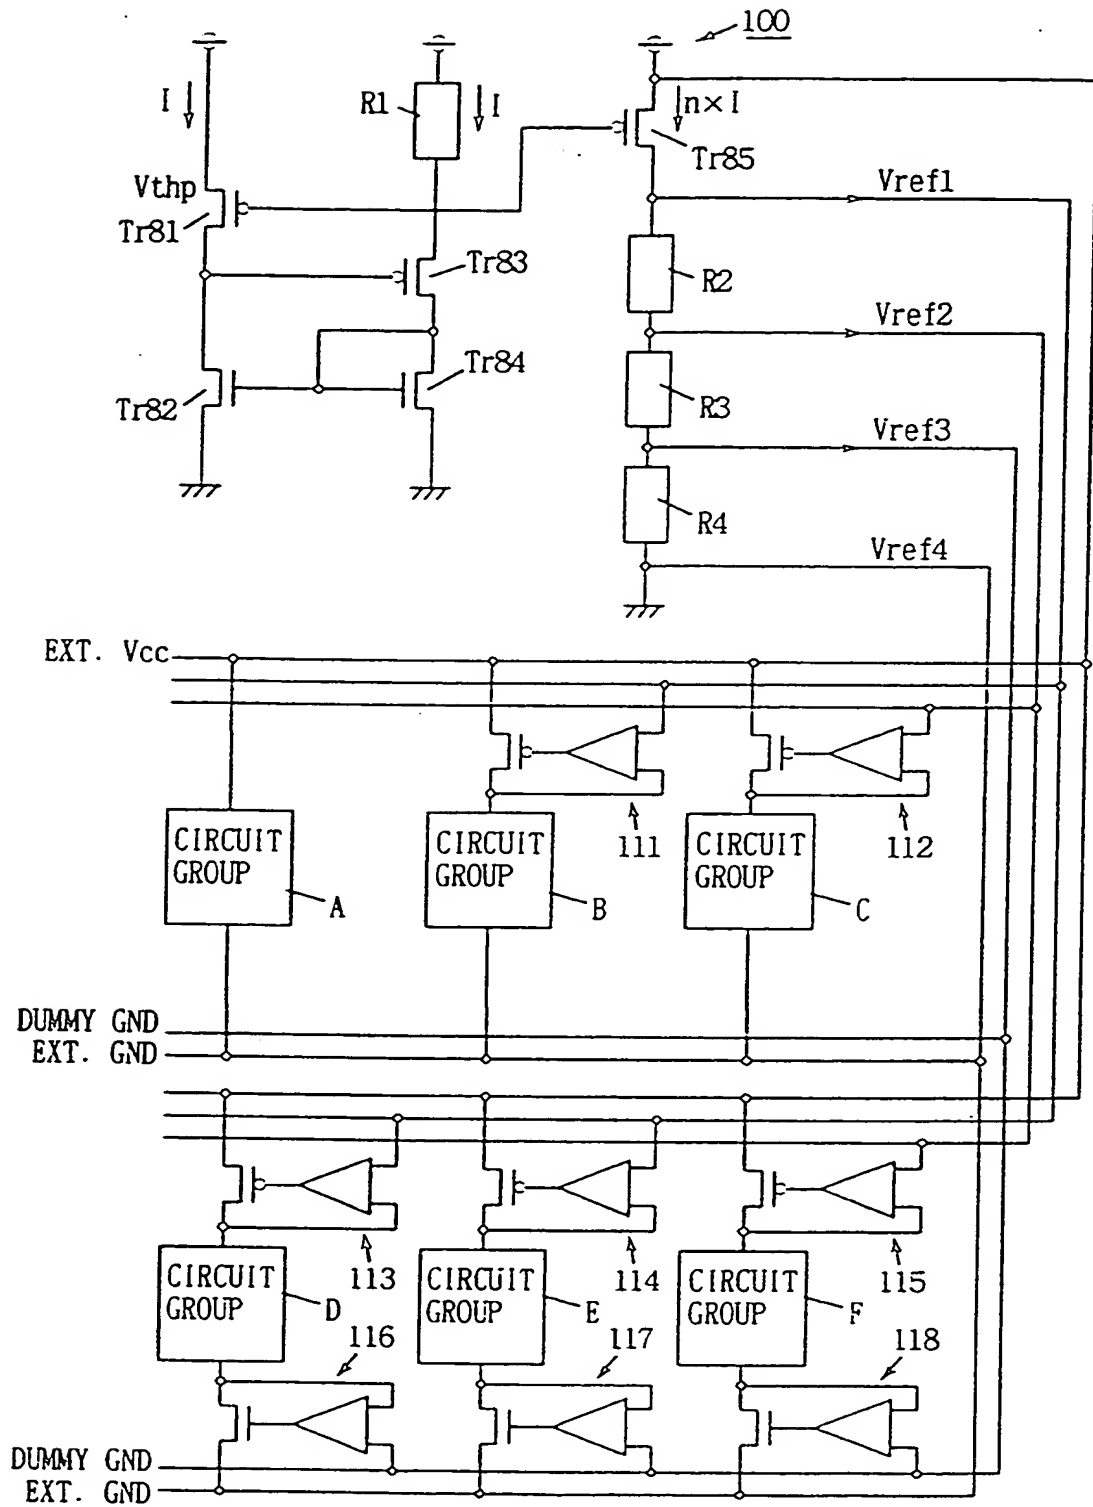 100
I
R1
I
n×I
Tr85
Vthp
Tr81
Vref1
Tr83
R2
Vref2
Tr84
Tr82
R3
Vref3
R4
Vref4
EXT. Vcc
111
112
CIRCUIT GROUP
A
CIRCUIT GROUP
B
CIRCUIT GROUP
C
DUMMY GND
EXT. GND
113
114
115
CIRCUIT GROUP
D
CIRCUIT GROUP
E
CIRCUIT GROUP
F
116
117
118
DUMMY GND
EXT. GND